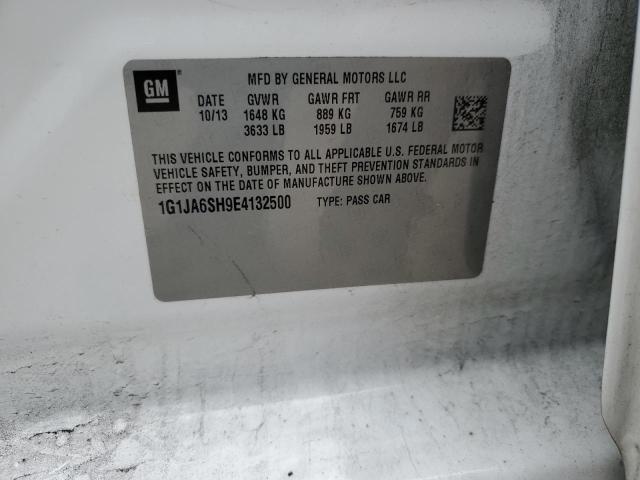 GM
MFD BY GENERAL MOTORS LLC
DATE GVWR GAWR FRT GAWR RR
10/13 1648 KG 889 KG 759 KG
3633 LB 1959 LB 1674 LB
THIS VEHICLE CONFORMS TO ALL APPLICABLE U.S. FEDERAL MOTOR
VEHICLE SAFETY, BUMPER, AND THEFT PREVENTION STANDARDS IN
EFFECT ON THE DATE OF MANUFACTURE SHOWN ABOVE.
1G1JA6SH9E4132500 TYPE: PASS CAR